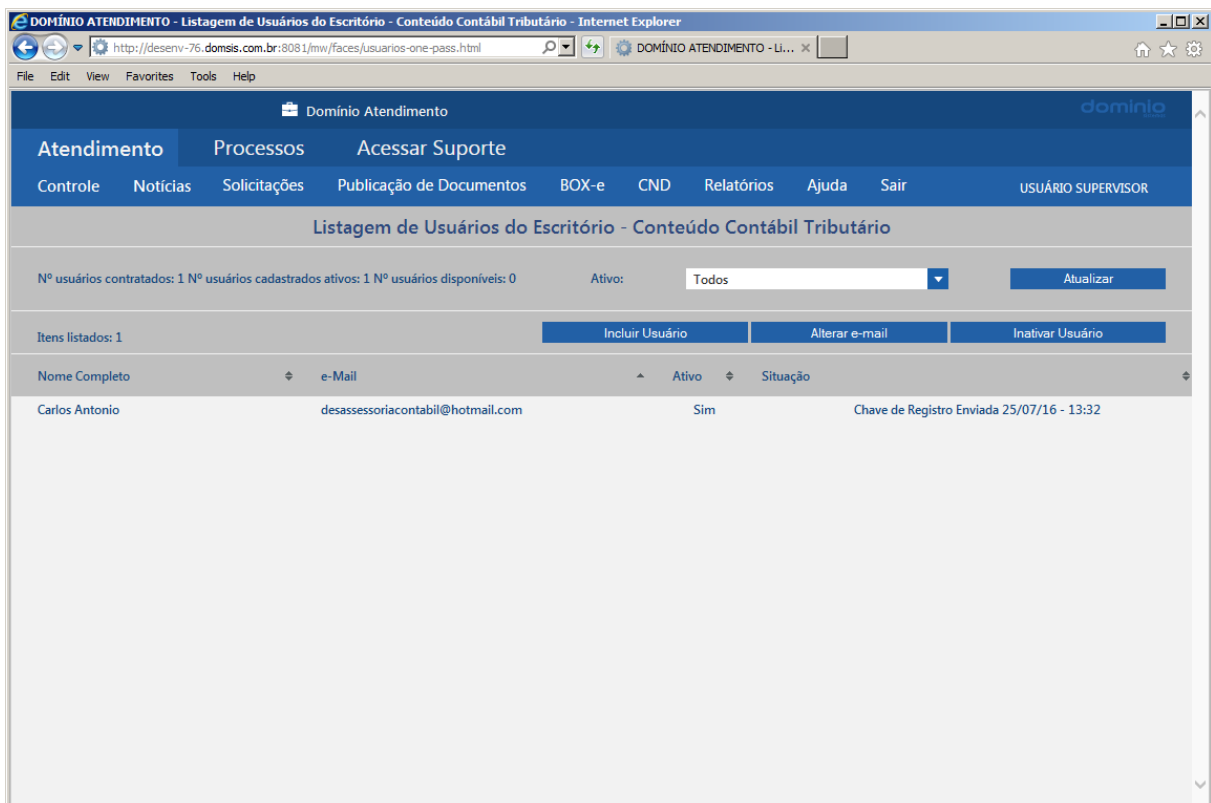 DOMÍNIO ATENDIMENTO - Listagem de Usuários do Escritório - Conteúdo Contábil Tributário - Internet Explorer
http://desenv-76.domsis.com.br:8081/mw/faces/usuarios-one-pass.html DOMÍNIO ATENDIMENTO - Li...
File Edit View Favorites Tools Help
Domínio Atendimento domínio
Atendimento Processos Acessar Suporte
Controle Notícias Solicitações Publicação de Documentos BOX-e CND Relatórios Ajuda Sair USUÁRIO SUPERVISOR
Listagem de Usuários do Escritório - Conteúdo Contábil Tributário
Nº usuários contratados: 1 Nº usuários cadastrados ativos: 1 Nº usuários disponíveis: 0 Ativo: Todos Atualizar
Itens listados: 1 Incluir Usuário Alterar e-mail Inativar Usuário
Nome Completo e-Mail Ativo Situação
Carlos Antonio desassessoriacontabil@hotmail.com Sim Chave de Registro Enviada 25/07/16 - 13:32